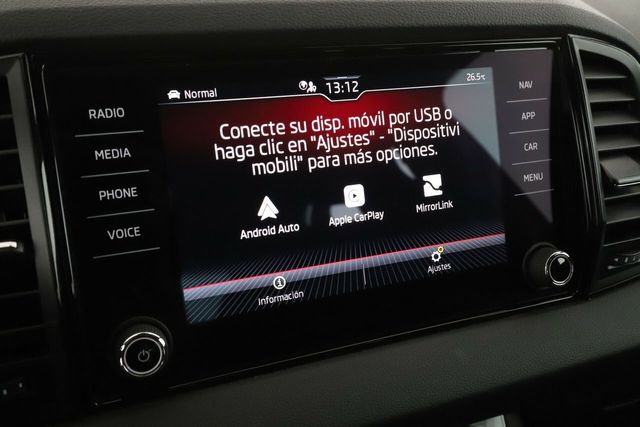 Normal
13:12
26.5°C
RADIO
MEDIA
PHONE
VOICE
Conecte su disp. móvil por USB o
haga clic en "Ajustes" - "Dispositivi
mobili" para más opciones.
Android Auto
Apple CarPlay
MirrorLink
Información
Ajustes
NAV
APP
CAR
MENU